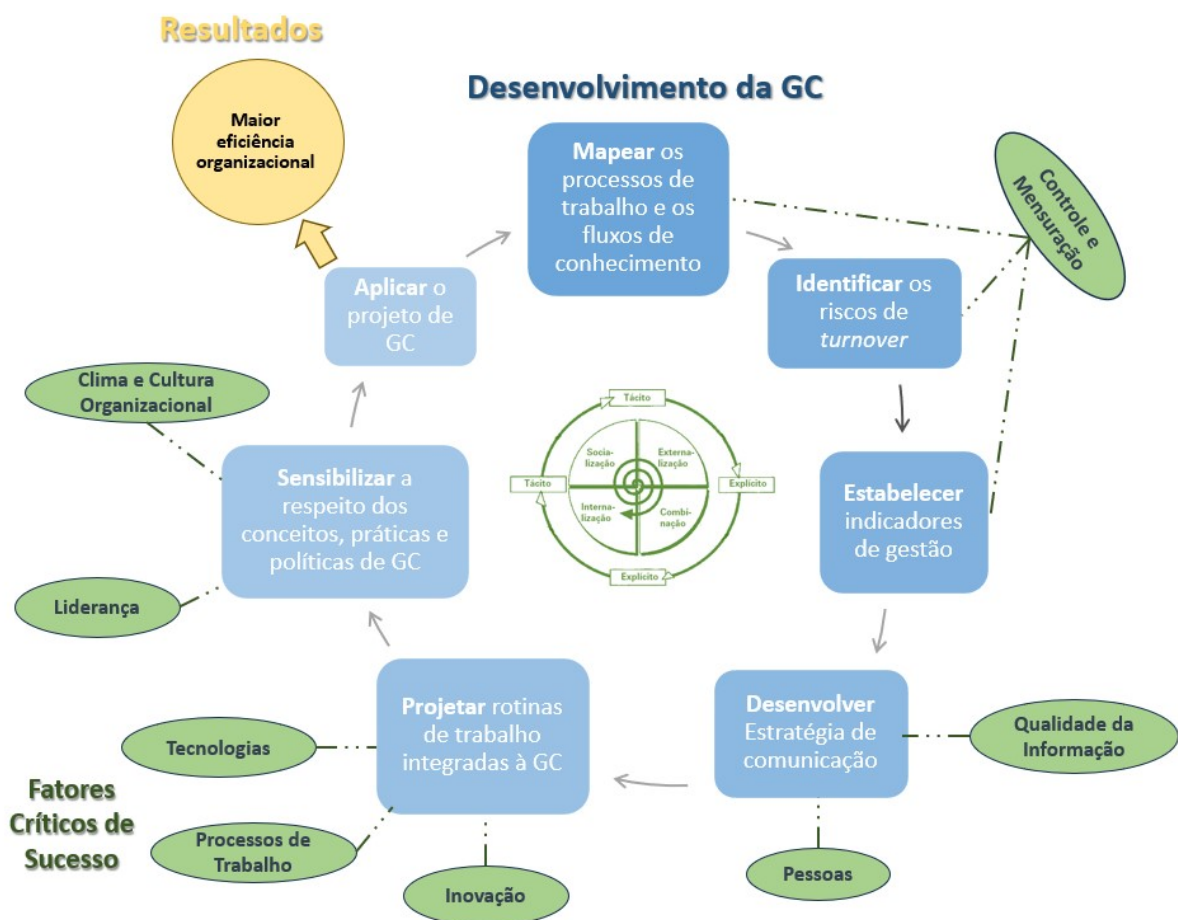 Resultados
Maior
eficiência
organizacional
Desenvolvimento da GC
Mapear os
processos de
trabalho e os
fluxos de
conhecimento
Controle e
Mensuração
Identificar os
riscos de
turnover
Aplicar o
projeto de
GC
Clima e Cultura
Organizacional
Sensibilizar a
respeito dos
conceitos, práticas e
políticas de GC
Tácito
Socia-
lização
Externa-
lização
Tácito
Explícito
Interna-
lização
Combi-
nação
Explícito
Estabelecer
indicadores
de gestão
Liderança
Projetar rotinas
de trabalho
integradas à GC
Desenvolver
Estratégia de
comunicação
Qualidade da
Informação
Tecnologias
Fatores
Críticos de
Sucesso
Processos de
Trabalho
Inovação
Pessoas